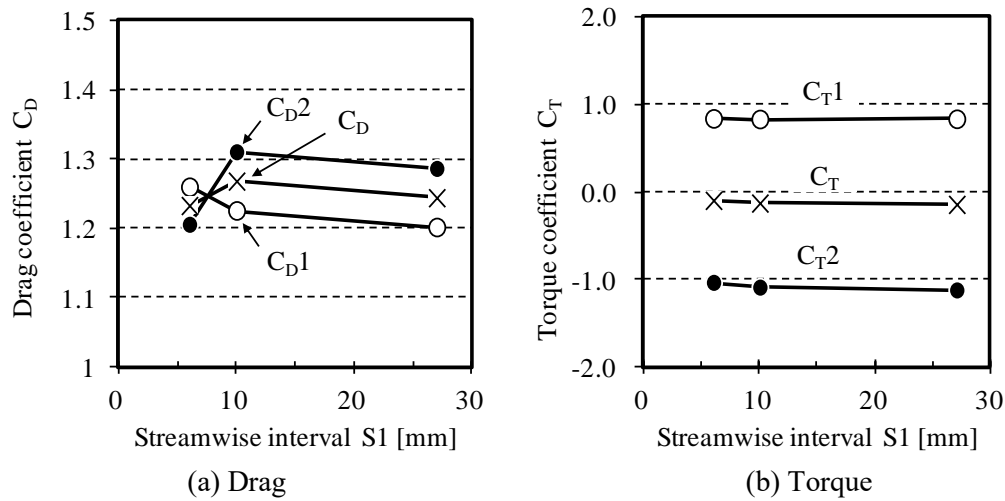 1.5
1.4
1.3
1.2
1.1
1
0
10
20
30
Drag coefficient C_D
C_D2
C_D
C_D1
Streamwise interval S1 [mm]
(a) Drag
2.0
1.0
0.0
-1.0
-2.0
0
10
20
30
Torque coefficient C_T
C_T1
C_T
C_T2
Streamwise interval S1 [mm]
(b) Torque